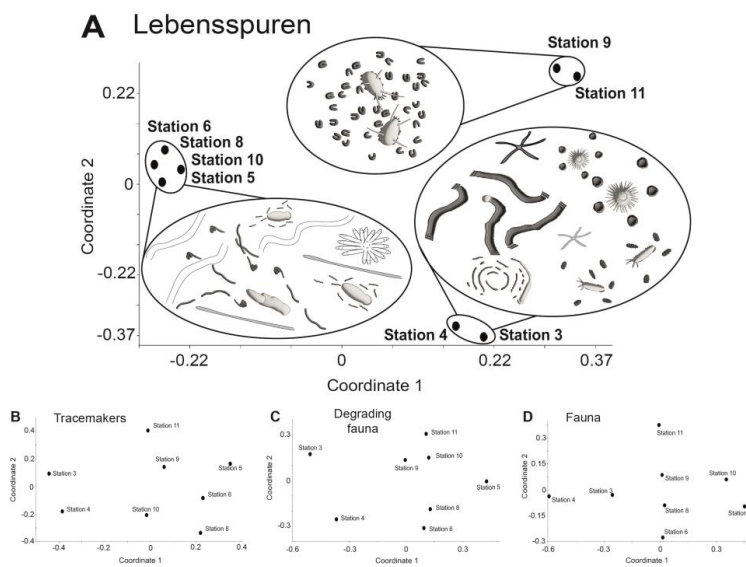 A Lebensspuren
Station 9
Station 11
0.22
Station 6
Station 8
Station 10
Station 5
0
Coordinate 2
-0.22
-0.37
Station 4
Station 3
-0.22
0
0.22
0.37
Coordinate 1
B Tracemakers
Station 11
0.4
Station 9
Station 5
0.2
Station 3
Coordinate 2
0
Station 6
Station 4
Station 10
-0.2
Station 8
-0.4
-0.4
-0.2
0
0.2
0.4
Coordinate 1
C Degrading
fauna
Station 11
0.3
Station 3
Station 10
Station 9
Coordinate 2
0
Station 5
Station 8
Station 4
Station 6
-0.3
-0.6
-0.3
0
0.3
Coordinate 1
D Fauna
0.3
Station 11
0.15
Station 9
Station 10
Coordinate 2
0
Station 3
Station 4
Station 8
Station
-0.15
Station 6
-0.3
-0.6
-0.3
0
0.3
Coordinate 1